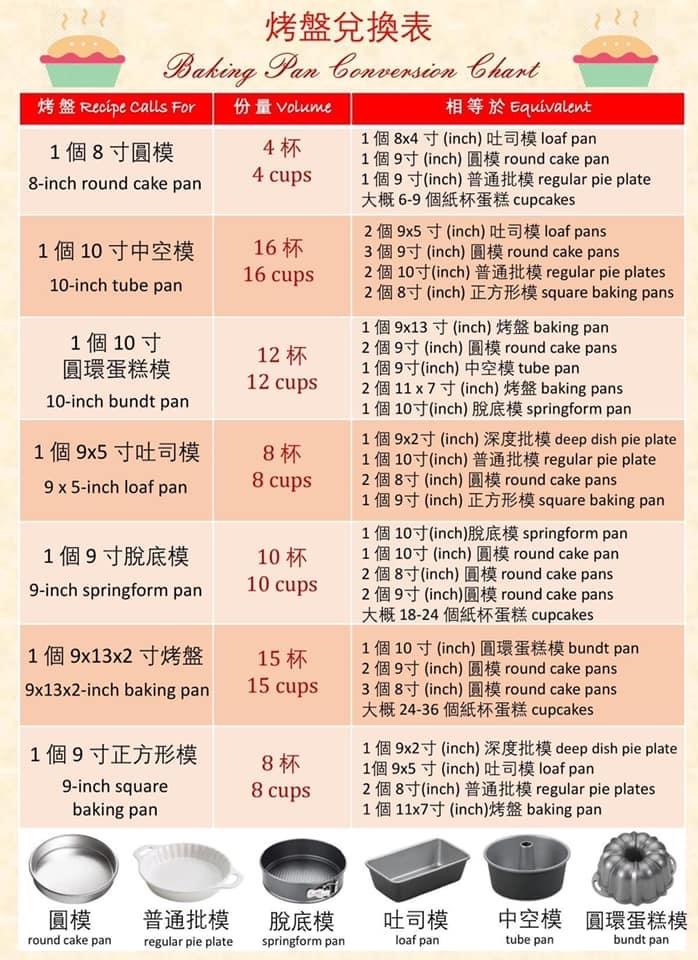 烤盤兌換表
Baking Pan Conversion Chart
烤 盤 Recipe Calls For
份 量 Volume
相 等 於 Equivalent
1 個 8 寸圓模
8-inch round cake pan
4 杯
4 cups
1 個 8x4 寸 (inch) 吐司模 loaf pan
1 個 9寸 (inch) 圓模 round cake pan
1 個 9 寸(inch) 普通批模 regular pie plate
大概 6-9 個紙杯蛋糕 cupcakes
1 個 10 寸中空模
10-inch tube pan
16 杯
16 cups
2 個 9x5 寸 (inch) 吐司模 loaf pans
3 個 9寸 (inch) 圓模 round cake pans
2 個 10寸(inch) 普通批模 regular pie plates
2 個 8寸 (inch) 正方形模 square baking pans
1 個 10 寸
圓環蛋糕模
10-inch bundt pan
12 杯
12 cups
1 個 9x13 寸 (inch) 烤盤 baking pan
2 個 9寸 (inch) 圓模 round cake pans
1 個 9寸(inch) 中空模 tube pan
2 個 11 x 7 寸 (inch) 烤盤 baking pans
1 個 10寸(inch) 脫底模 springform pan
1 個 9x5 寸吐司模
9 x 5-inch loaf pan
8 杯
8 cups
1 個 9x2寸 (inch) 深度批模 deep dish pie plate
1 個 10寸(inch) 普通批模 regular pie plate
2 個 8寸 (inch) 圓模 round cake pans
1 個 9寸 (inch) 正方形模 square baking pan
1 個 9 寸脫底模
9-inch springform pan
10 杯
10 cups
1 個 10寸(inch)脫底模 springform pan
1 個 10寸 (inch) 圓模 round cake pan
2 個 8寸(inch) 圓模 round cake pans
2 個 9寸 (inch)圓模 round cake pans
大概 18-24 個紙杯蛋糕 cupcakes
1 個 9x13x2 寸烤盤
9x13x2-inch baking pan
15 杯
15 cups
1 個 10 寸 (inch) 圓環蛋糕模 bundt pan
2 個 9寸 (inch) 圓模 round cake pans
3 個 8寸 (inch) 圓模 round cake pans
大概 24-36 個紙杯蛋糕 cupcakes
1 個 9 寸正方形模
9-inch square
baking pan
8 杯
8 cups
1 個 9x2寸 (inch) 深度批模 deep dish pie plate
1個 9x5 寸 (inch) 吐司模 loaf pan
2 個 8寸(inch) 普通批模 regular pie plates
1 個 11x7寸 (inch)烤盤 baking pan
圓模
round cake pan
普通批模
regular pie plate
脫底模
springform pan
吐司模
loaf pan
中空模
tube pan
圓環蛋糕模
bundt pan